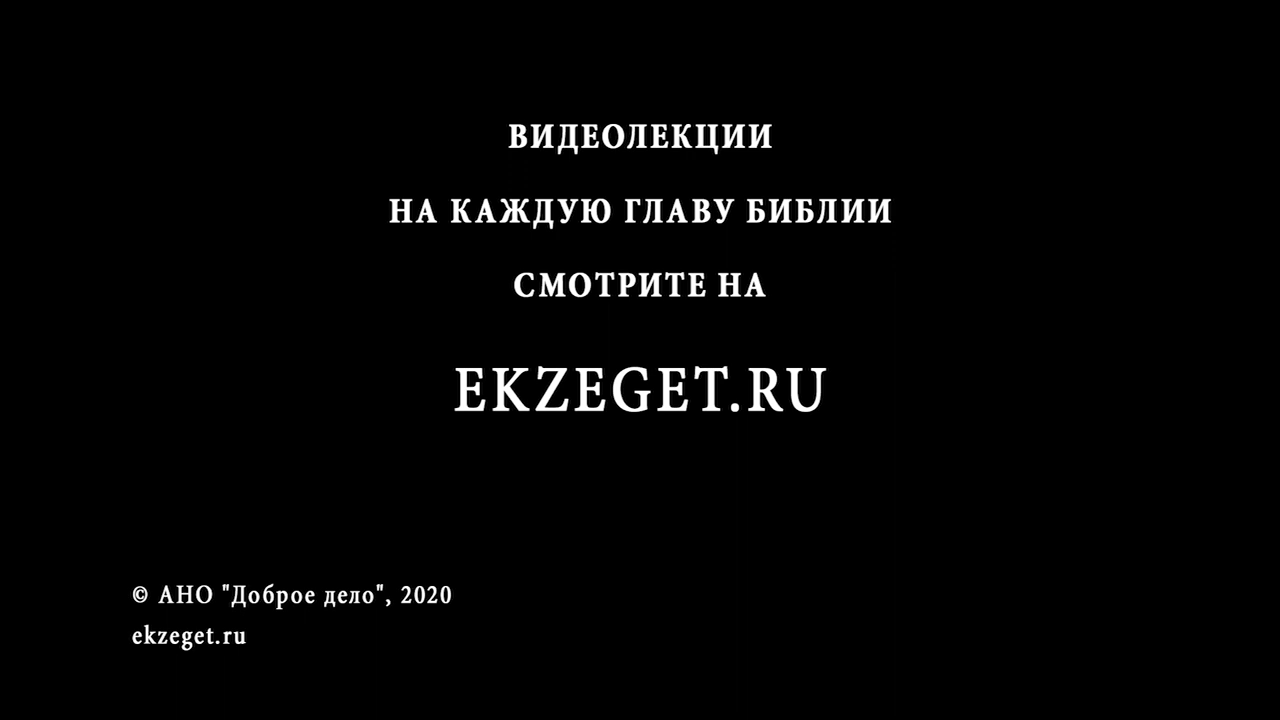 ВИДЕОЛЕКЦИИ
НА КАЖДУЮ ГЛАВУ БИБЛИИ
СМОТРИТЕ НА
EKZEGET.RU
© АНО "Доброе дело", 2020
ekzeget.ru